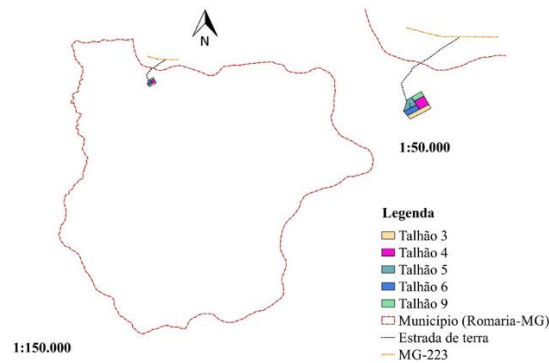 N
1:50.000
Legenda
Talhão 3
Talhão 4
Talhão 5
Talhão 6
Talhão 9
Município (Romaria-MG)
Estrada de terra
MG-223
1:150.000